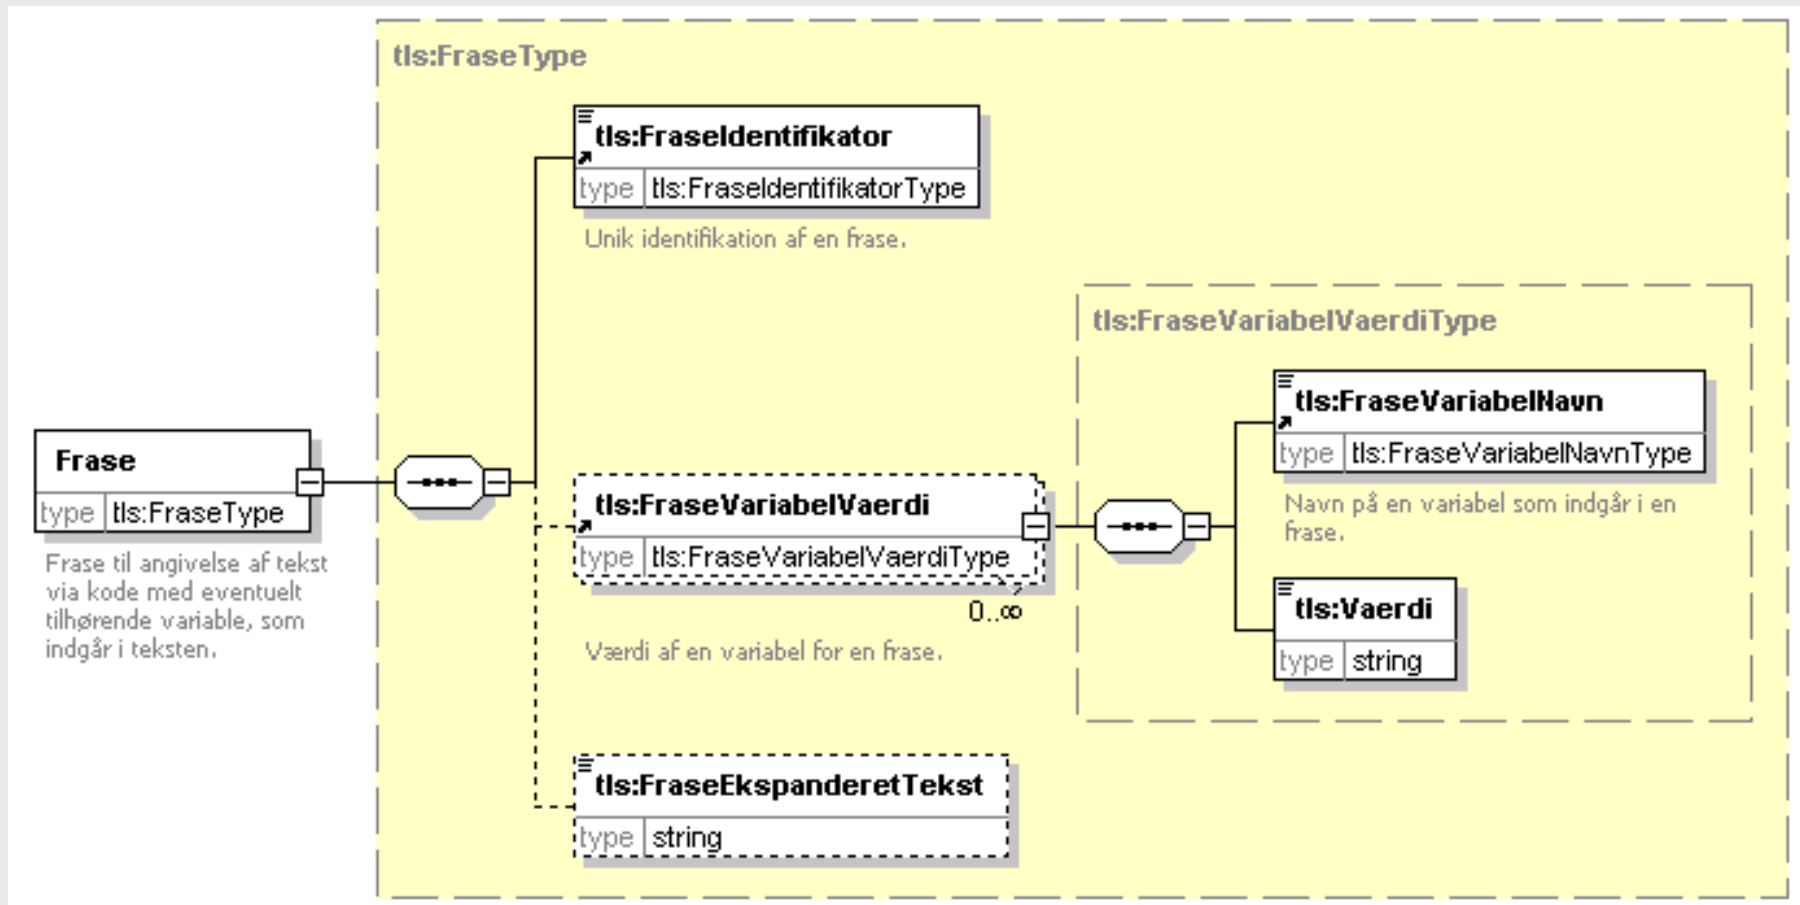 tls:FraseType
tls:FraseIdentifikator
type tls:FraseIdentifikatorType
Unik identifikation af en frase.
tls:FraseVariabelVaerdiType
tls:FraseVariabelNavn
type tls:FraseVariabelNavnType
Navn på en variabel som indgår i en
frase.
Frase
type tls:FraseType
Frase til angivelse af tekst
via kode med eventuelt
tilhørende variable, som
indgår i teksten.
tls:FraseVariabelVaerdi
type tls:FraseVariabelVaerdiType
0..∞
Værdi af en variabel for en frase.
tls:Vaerdi
type string
tls:FraseEkspanderetTekst
type string